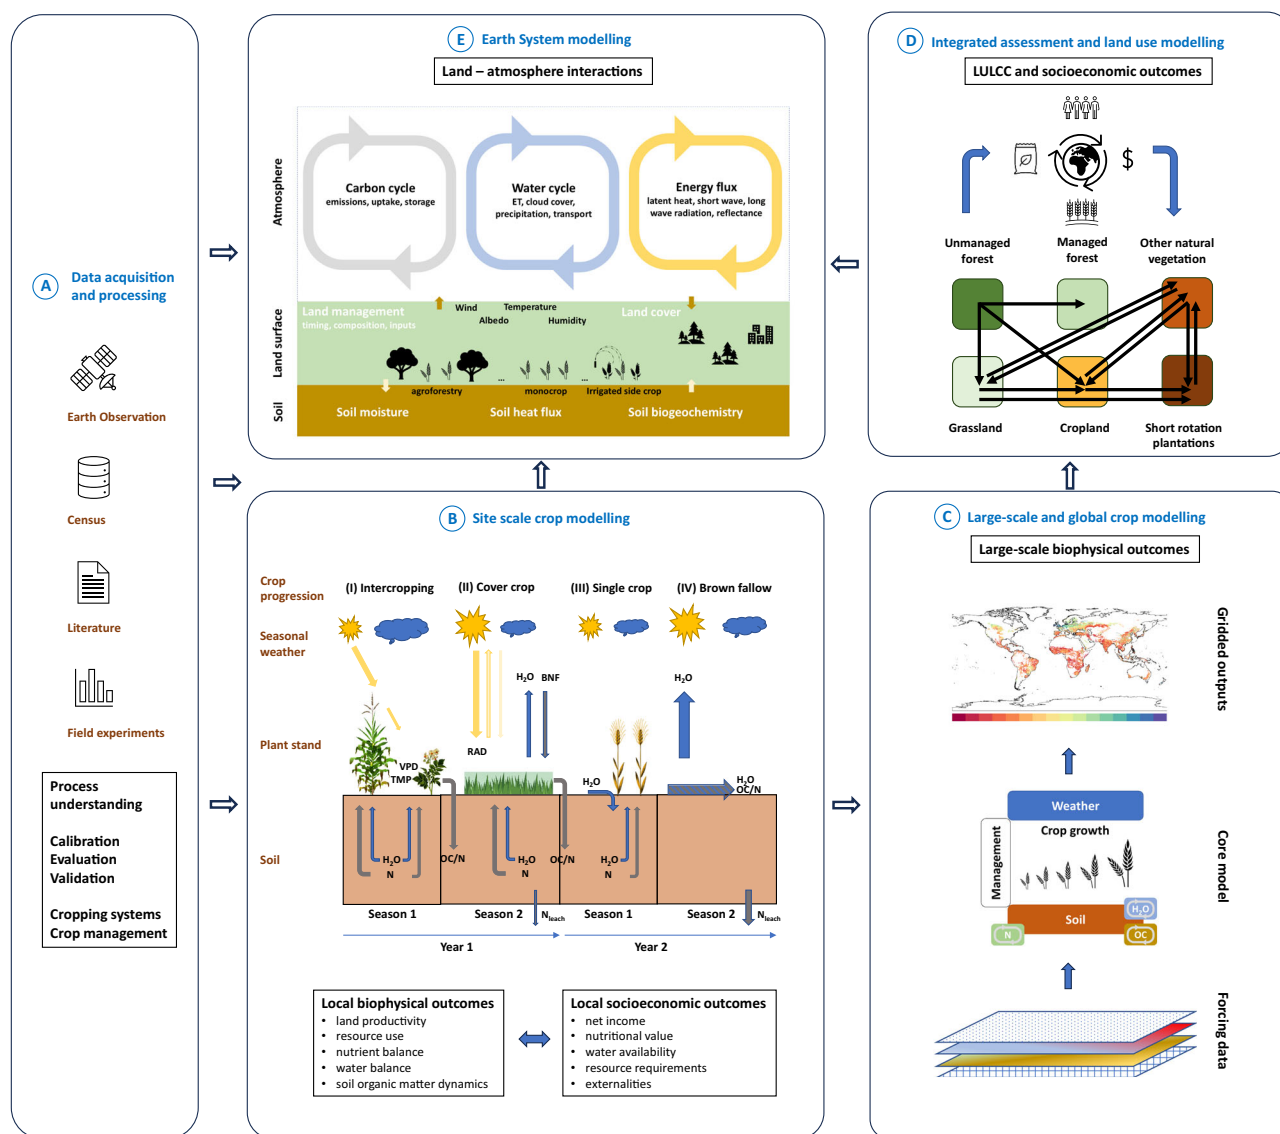 A
Data acquisition
and processing
Earth Observation
Census
Literature
Field experiments
Process
understanding
Calibration
Evaluation
Validation
Cropping systems
Crop management
E Earth System modelling
Land – atmosphere interactions
Atmosphere
Carbon cycle
emissions, uptake, storage
Water cycle
ET, cloud cover,
precipitation, transport
Energy flux
latent heat, short wave, long
wave radiation, reflectance
Land surface
Land management
timing, composition, inputs
Wind
Temperature
Albedo
Humidity
Land cover
agroforestry
...
monocrop
...
Irrigated side crop
Soil
Soil moisture
Soil heat flux
Soil biogeochemistry
D Integrated assessment and land use modelling
LULCC and socioeconomic outcomes
$
Unmanaged
forest
Managed
forest
Other natural
vegetation
Grassland
Cropland
Short rotation
plantations
B Site scale crop modelling
Crop
progression
(I) Intercropping
(II) Cover crop
(III) Single crop
(IV) Brown fallow
Seasonal
weather
Plant stand
VPD
TMP
RAD
H2O
BNF
H2O
H2O
H2O
OC/N
Soil
H2O
N
OC/N
H2O
N
OC/N
H2O
N
Season 1
Season 2
Nleach
Season 1
Season 2
Nleach
Year 1
Year 2
Local biophysical outcomes
• land productivity
• resource use
• nutrient balance
• water balance
• soil organic matter dynamics
Local socioeconomic outcomes
• net income
• nutritional value
• water availability
• resource requirements
• externalities
C Large-scale and global crop modelling
Large-scale biophysical outcomes
Gridded outputs
Weather
Management
Crop growth
Soil
H2O
N
OC
Core model
Forcing data